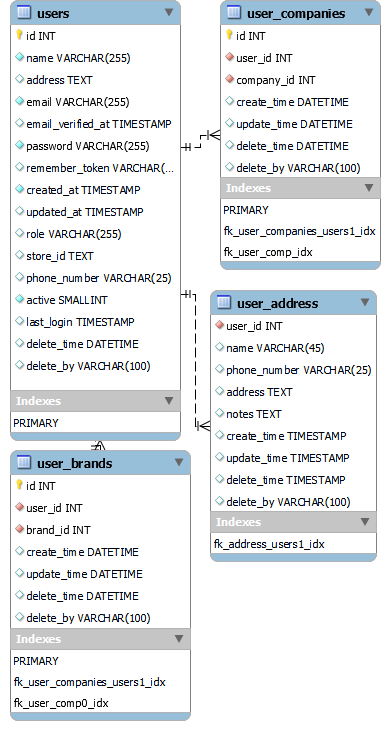 users
id INT
name VARCHAR(255)
address TEXT
email VARCHAR(255)
email_verified_at TIMESTAMP
password VARCHAR(255)
remember_token VARCHAR(...
created_at TIMESTAMP
updated_at TIMESTAMP
role VARCHAR(255)
store_id TEXT
phone_number VARCHAR(25)
active SMALLINT
last_login TIMESTAMP
delete_time DATETIME
delete_by VARCHAR(100)
Indexes
PRIMARY
user_companies
id INT
user_id INT
company_id INT
create_time DATETIME
update_time DATETIME
delete_time DATETIME
delete_by VARCHAR(100)
Indexes
PRIMARY
fk_user_companies_users1_idx
fk_user_comp_idx
user_address
user_id INT
name VARCHAR(45)
phone_number VARCHAR(25)
address TEXT
notes TEXT
create_time TIMESTAMP
update_time TIMESTAMP
delete_time TIMESTAMP
delete_by VARCHAR(100)
Indexes
fk_address_users1_idx
user_brands
id INT
user_id INT
brand_id INT
create_time DATETIME
update_time DATETIME
delete_time DATETIME
delete_by VARCHAR(100)
Indexes
PRIMARY
fk_user_companies_users1_idx
fk_user_comp0_idx